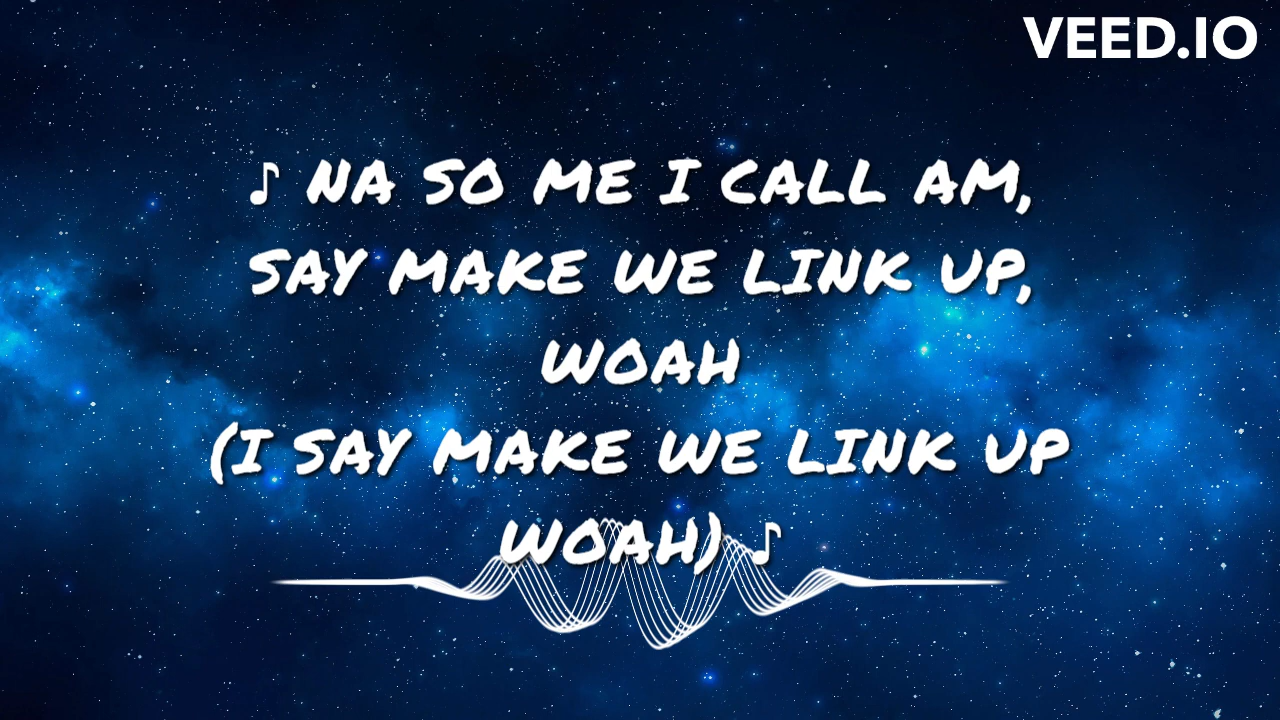 VEED.IO
♪ NA SO ME I CALL AM,
SAY MAKE WE LINK UP,
WOAH
(I SAY MAKE WE LINK UP
WOAH) ♪